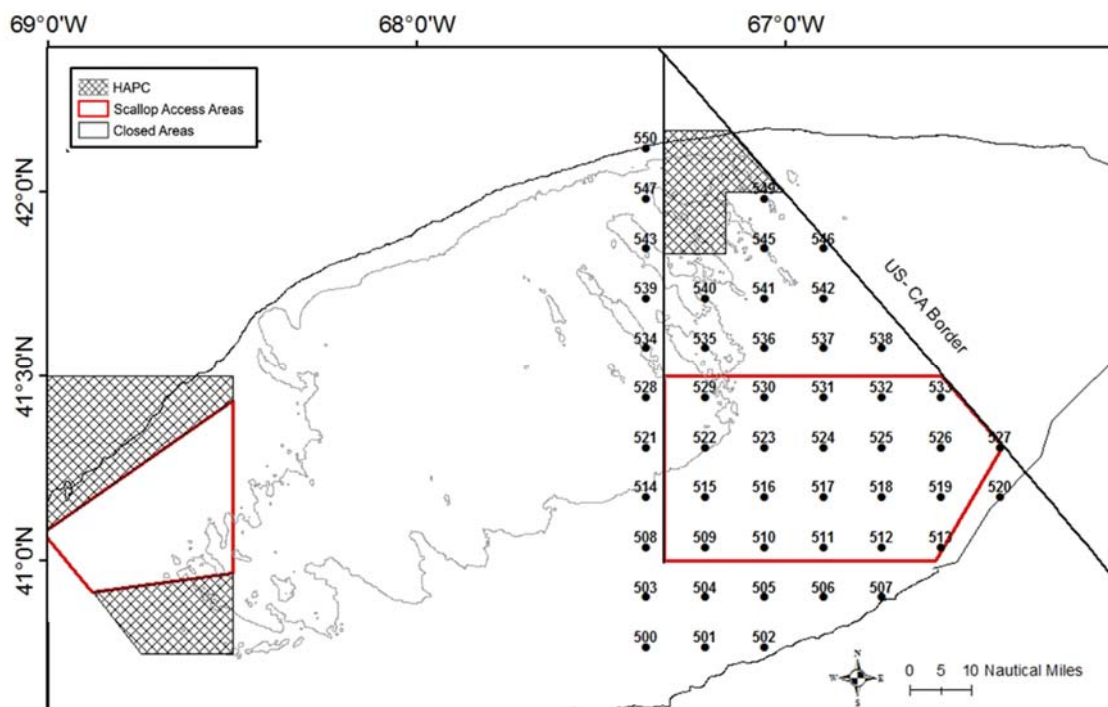 69°0'W 68°0'W 67°0'W
HAPC
Scallop Access Areas
Closed Areas
550
42°0'N
547 549
543 545 546
US- CA Border
539 540 541 542
534 535 536 537 538
41°30'N
528 529 530 531 532 533
521 522 523 524 525 526 527
514 515 516 517 518 519 520
508 509 510 511 512 513
41°0'N
503 504 505 506 507
500 501 502
N
W E
S
0 5 10 Nautical Miles